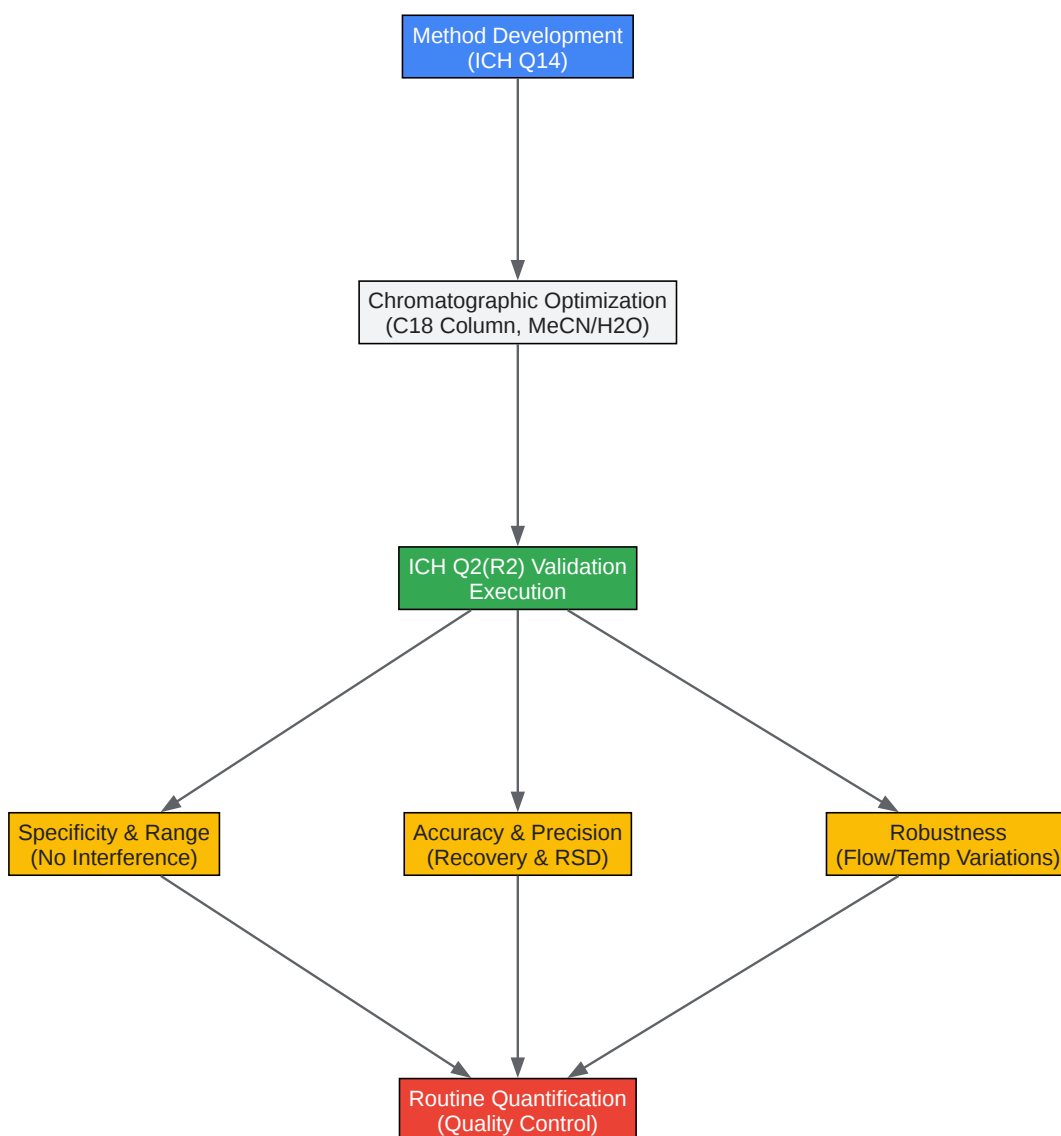 Method Development
(ICH Q14)
Chromatographic Optimization
(C18 Column, MeCN/H2O)
ICH Q2(R2) Validation
Execution
Specificity & Range
(No Interference)
Accuracy & Precision
(Recovery & RSD)
Robustness
(Flow/Temp Variations)
Routine Quantification
(Quality Control)